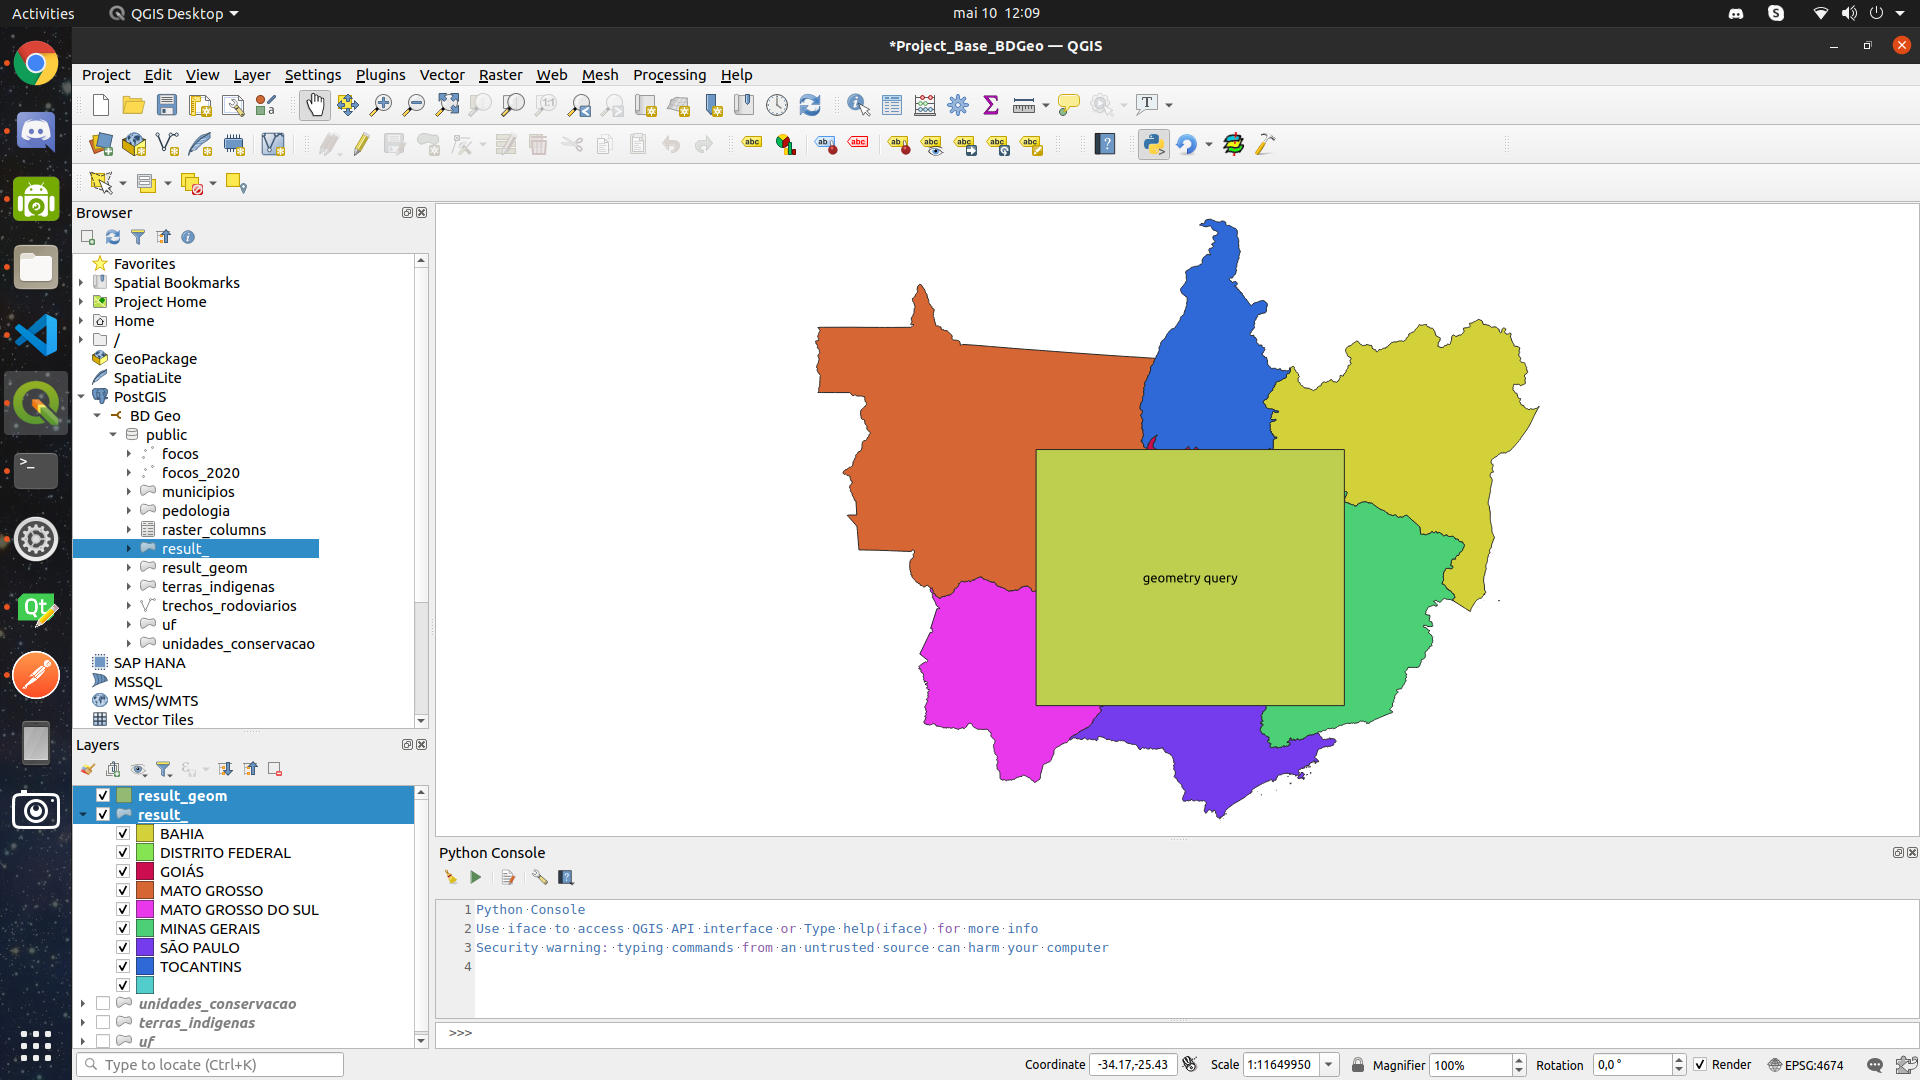 Activities
QGIS Desktop
mai 10 12:09
*Project_Base_BDGeo — QGIS
Project Edit View Layer Settings Plugins Vector Raster Web Mesh Processing Help
Browser
Favorites
Spatial Bookmarks
Project Home
Home
/
GeoPackage
SpatiaLite
PostGIS
BD Geo
public
focos
focos_2020
municipios
pedologia
raster_columns
result_
result_geom
terras_indigenas
trechos_rodoviarios
uf
unidades_conservacao
SAP HANA
MSSQL
WMS/WMTS
Vector Tiles
Layers
result_geom
result_
BAHIA
DISTRITO FEDERAL
GOIÁS
MATO GROSSO
MATO GROSSO DO SUL
MINAS GERAIS
SÃO PAULO
TOCANTINS
unidades_conservacao
terras_indigenas
uf
geometry query
Python Console
1 Python Console
2 Use iface to access QGIS API interface or Type help(iface) for more info
3 Security warning: typing commands from an untrusted source can harm your computer
4
>>>
Type to locate (Ctrl+K)
Coordinate -34.17,-25.43
Scale 1:11649950
Magnifier 100%
Rotation 0,0 °
Render
EPSG:4674